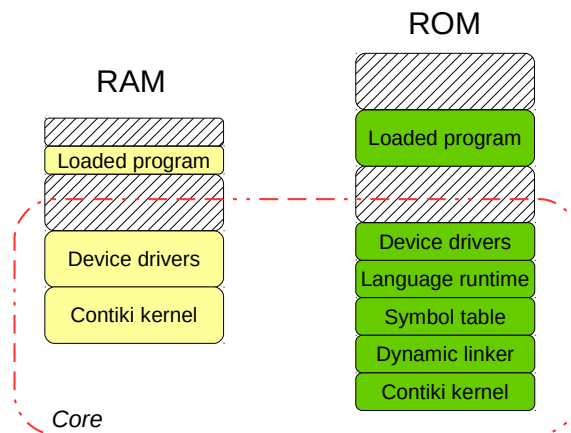 RAM
Loaded program
Device drivers
Contiki kernel
ROM
Loaded program
Device drivers
Language runtime
Symbol table
Dynamic linker
Contiki kernel
Core